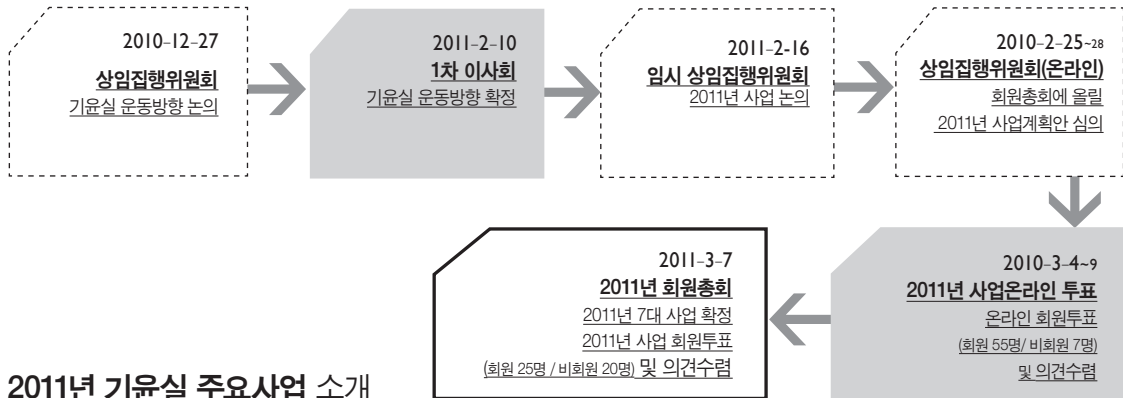 2010-12-27
상임집행위원회
기윤실 운동방향 논의
2011-2-10
1차 이사회
기윤실 운동방향 확정
2011-2-16
임시 상임집행위원회
2011년 사업 논의
2010-2-25~28
상임집행위원회(온라인)
회원총회에 올릴
2011년 사업계획안 심의
2010-3-4~9
2011년 사업온라인 투표
온라인 회원투표
(회원 55명/ 비회원 7명)
및 의견수렴
2011-3-7
2011년 회원총회
2011년 7대 사업 확정
2011년 사업 회원투표
(회원 25명 / 비회원 20명) 및 의견수렴
2011년 기윤실 주요사업 소개